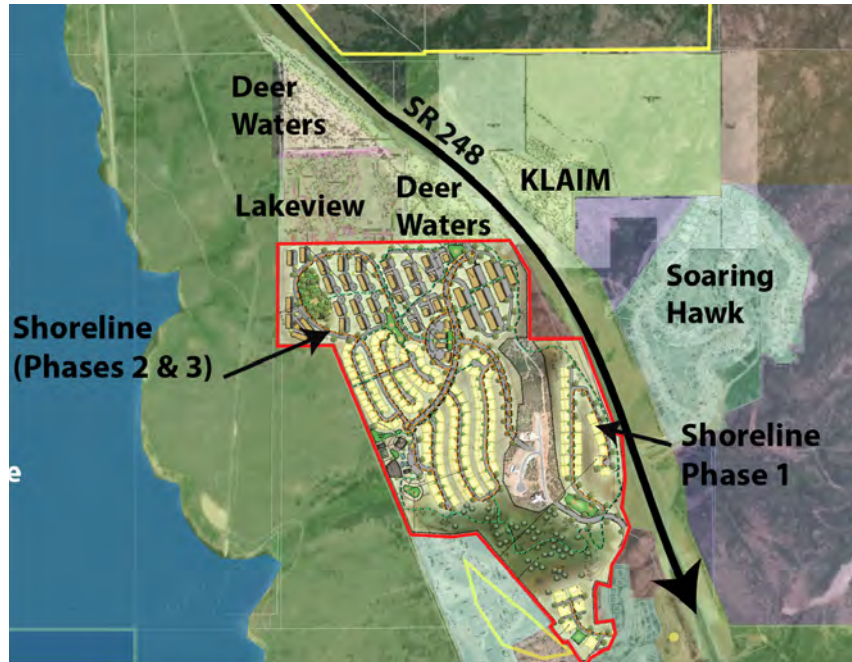 Deer
Waters
SR 248
KLAIM
Deer
Waters
Lakeview
Soaring
Hawk
Shoreline
(Phases 2 & 3)
Shoreline
Phase 1
e